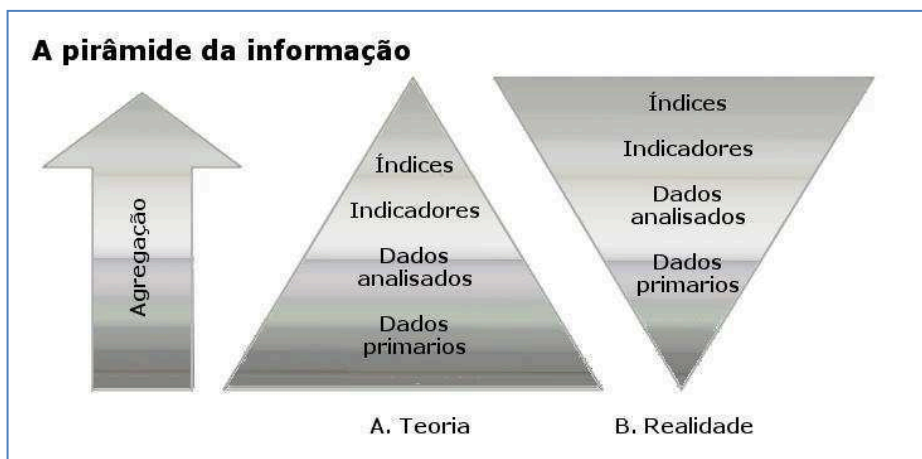 A pirâmide da informação
Agregação
Índices
Indicadores
Dados
analisados
Dados
primarios
A. Teoria
Índices
Indicadores
Dados
analisados
Dados
primarios
B. Realidade